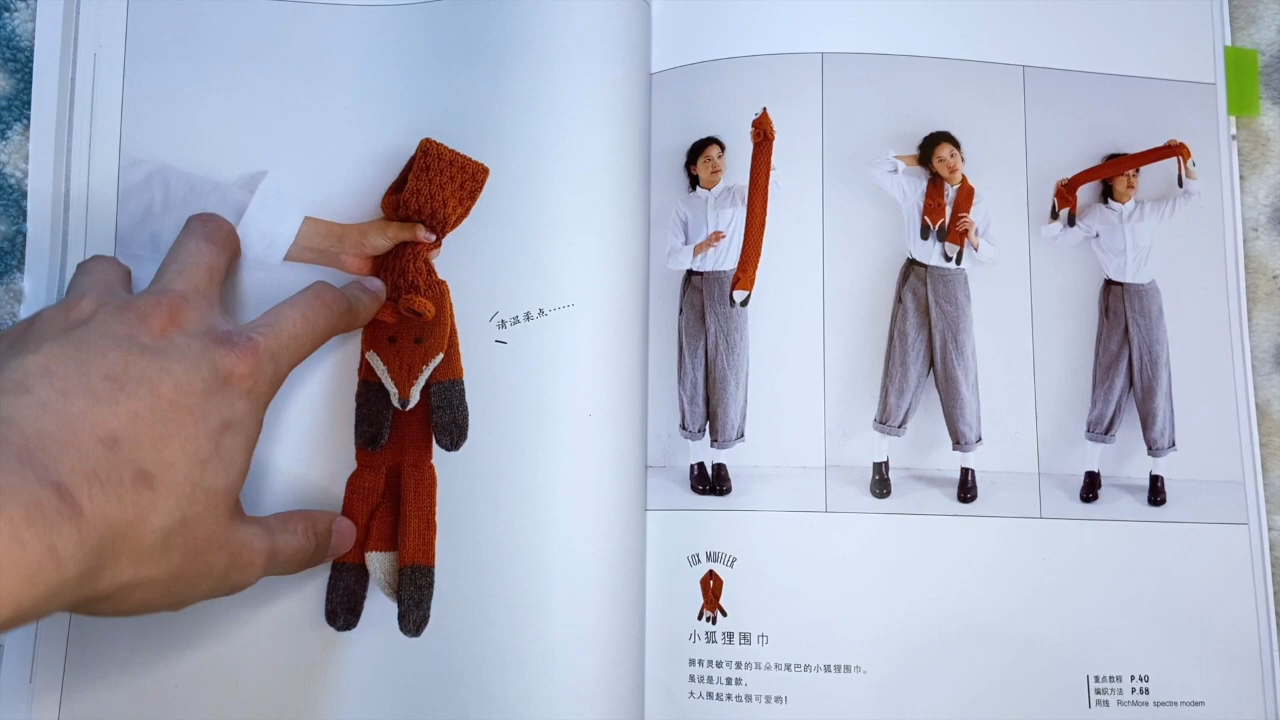 请温柔点……
FOX MUFFLER
小狐狸围巾
拥有灵敏可爱的耳朵和尾巴的小狐狸围巾。
虽说是儿童款，
大人围起来也很可爱哟！
重点教程 P.40
编织方法 P.68
用线 RichMore spectre modem